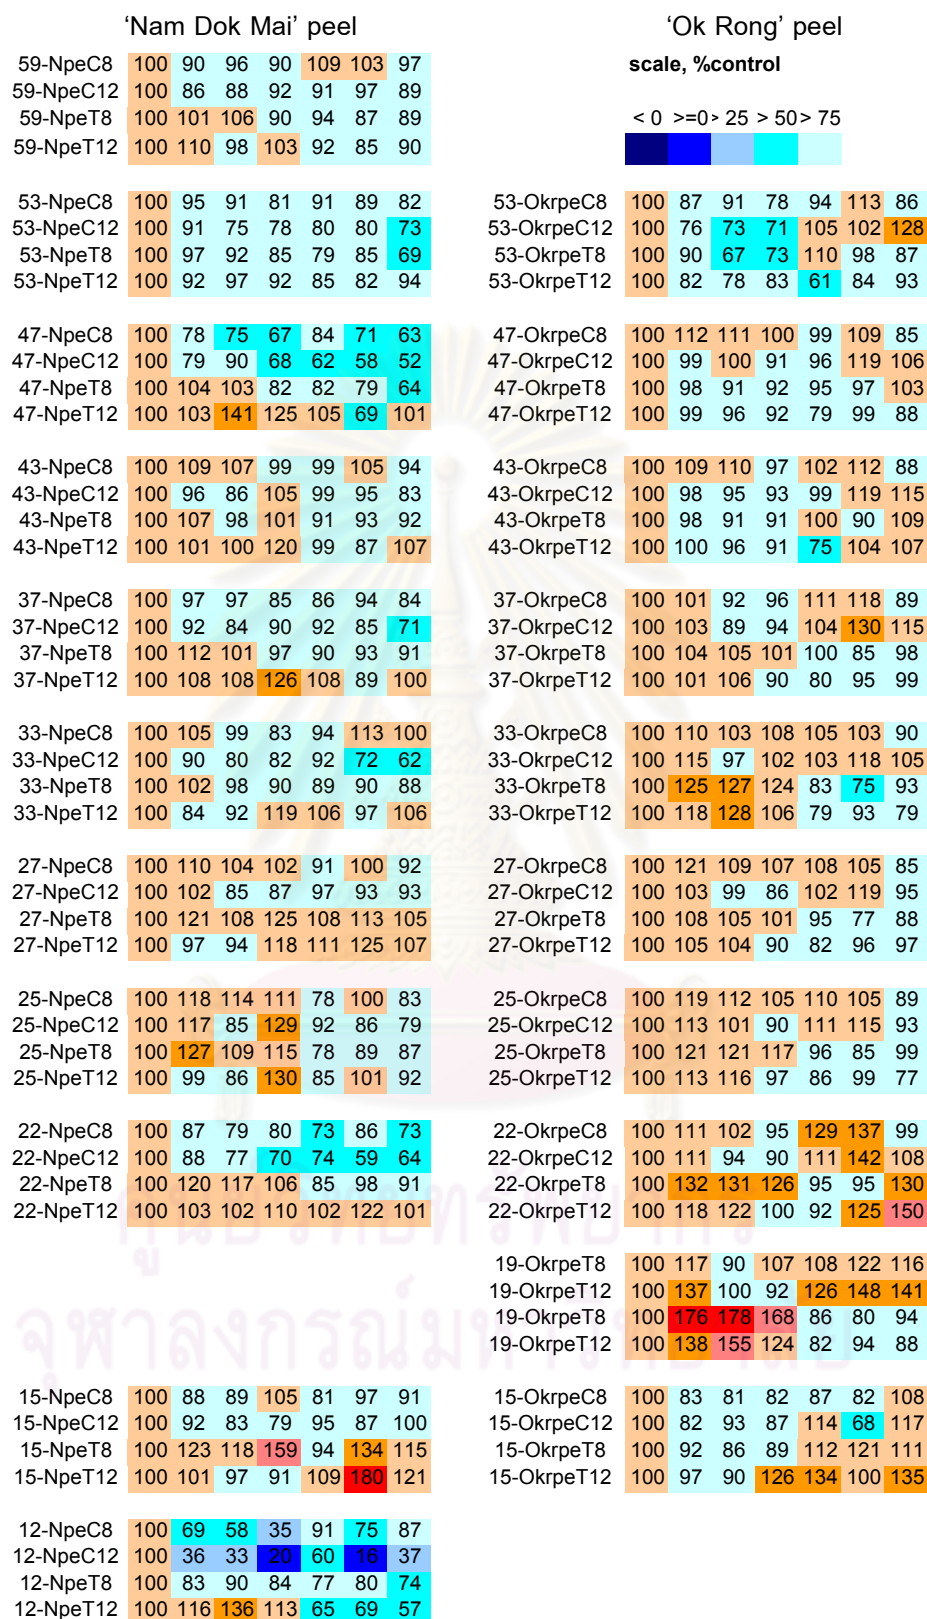 'Nam Dok Mai' peel 'Ok Rong' peel
59-NpeC8 100 90 96 90 109 103 97 scale, %control
59-NpeC12 100 86 88 92 91 97 89
59-NpeT8 100 101 106 90 94 87 89 < 0 >=0 > 25 > 50 > 75
59-NpeT12 100 110 98 103 92 85 90
53-NpeC8 100 95 91 81 91 89 82 53-OkrpeC8 100 87 91 78 94 113 86
53-NpeC12 100 91 75 78 80 80 73 53-OkrpeC12 100 76 73 71 105 102 128
53-NpeT8 100 97 92 85 79 85 69 53-OkrpeT8 100 90 67 73 110 98 87
53-NpeT12 100 92 97 92 85 82 94 53-OkrpeT12 100 82 78 83 61 84 93
47-NpeC8 100 78 75 67 84 71 63 47-OkrpeC8 100 112 111 100 99 109 85
47-NpeC12 100 79 90 68 62 58 52 47-OkrpeC12 100 99 100 91 96 119 106
47-NpeT8 100 104 103 82 82 79 64 47-OkrpeT8 100 98 91 92 95 97 103
47-NpeT12 100 103 141 125 105 69 101 47-OkrpeT12 100 99 96 92 79 99 88
43-NpeC8 100 109 107 99 99 105 94 43-OkrpeC8 100 109 110 97 102 112 88
43-NpeC12 100 96 86 105 99 95 83 43-OkrpeC12 100 98 95 93 99 119 115
43-NpeT8 100 107 98 101 91 93 92 43-OkrpeT8 100 98 91 91 100 90 109
43-NpeT12 100 101 100 120 99 87 107 43-OkrpeT12 100 100 96 91 75 104 107
37-NpeC8 100 97 97 85 86 94 84 37-OkrpeC8 100 101 92 96 111 118 89
37-NpeC12 100 92 84 90 92 85 71 37-OkrpeC12 100 103 89 94 104 130 115
37-NpeT8 100 112 101 97 90 93 91 37-OkrpeT8 100 104 105 101 100 85 98
37-NpeT12 100 108 108 126 108 89 100 37-OkrpeT12 100 101 106 90 80 95 99
33-NpeC8 100 105 99 83 94 113 100 33-OkrpeC8 100 110 103 108 105 103 90
33-NpeC12 100 90 80 82 92 72 62 33-OkrpeC12 100 115 97 102 103 118 105
33-NpeT8 100 102 98 90 89 90 88 33-OkrpeT8 100 125 127 124 83 75 93
33-NpeT12 100 84 92 119 106 97 106 33-OkrpeT12 100 118 128 106 79 93 79
27-NpeC8 100 110 104 102 91 100 92 27-OkrpeC8 100 121 109 107 108 105 85
27-NpeC12 100 102 85 87 97 93 93 27-OkrpeC12 100 103 99 86 102 119 95
27-NpeT8 100 121 108 125 108 113 105 27-OkrpeT8 100 108 105 101 95 77 88
27-NpeT12 100 97 94 118 111 125 107 27-OkrpeT12 100 105 104 90 82 96 97
25-NpeC8 100 118 114 111 78 100 83 25-OkrpeC8 100 119 112 105 110 105 89
25-NpeC12 100 117 85 129 92 86 79 25-OkrpeC12 100 113 101 90 111 115 93
25-NpeT8 100 127 109 115 78 89 87 25-OkrpeT8 100 121 121 117 96 85 99
25-NpeT12 100 99 86 130 85 101 92 25-OkrpeT12 100 113 116 97 86 99 77
22-NpeC8 100 87 79 80 73 86 73 22-OkrpeC8 100 111 102 95 129 137 99
22-NpeC12 100 88 77 70 74 59 64 22-OkrpeC12 100 111 94 90 111 142 108
22-NpeT8 100 120 117 106 85 98 91 22-OkrpeT8 100 132 131 126 95 95 130
22-NpeT12 100 103 102 110 102 122 101 22-OkrpeT12 100 118 122 100 92 125 150
ศูนย์วิทยทรัพยากร
19-OkrpeT8 100 117 90 107 108 122 116
19-OkrpeT12 100 137 100 92 126 148 141
19-OkrpeT8 100 176 178 168 86 80 94
19-OkrpeT12 100 138 155 124 82 94 88
จุฬาลงกรณ์มหาวิทยาลัย
15-NpeC8 100 88 89 105 81 97 91 15-OkrpeC8 100 83 81 82 87 82 108
15-NpeC12 100 92 83 79 95 87 100 15-OkrpeC12 100 82 93 87 114 68 117
15-NpeT8 100 123 118 159 94 134 115 15-OkrpeT8 100 92 86 89 112 121 111
15-NpeT12 100 101 97 91 109 180 121 15-OkrpeT12 100 97 90 126 134 100 135
12-NpeC8 100 69 58 35 91 75 87
12-NpeC12 100 36 33 20 60 16 37
12-NpeT8 100 83 90 84 77 80 74
12-NpeT12 100 116 136 113 65 69 57